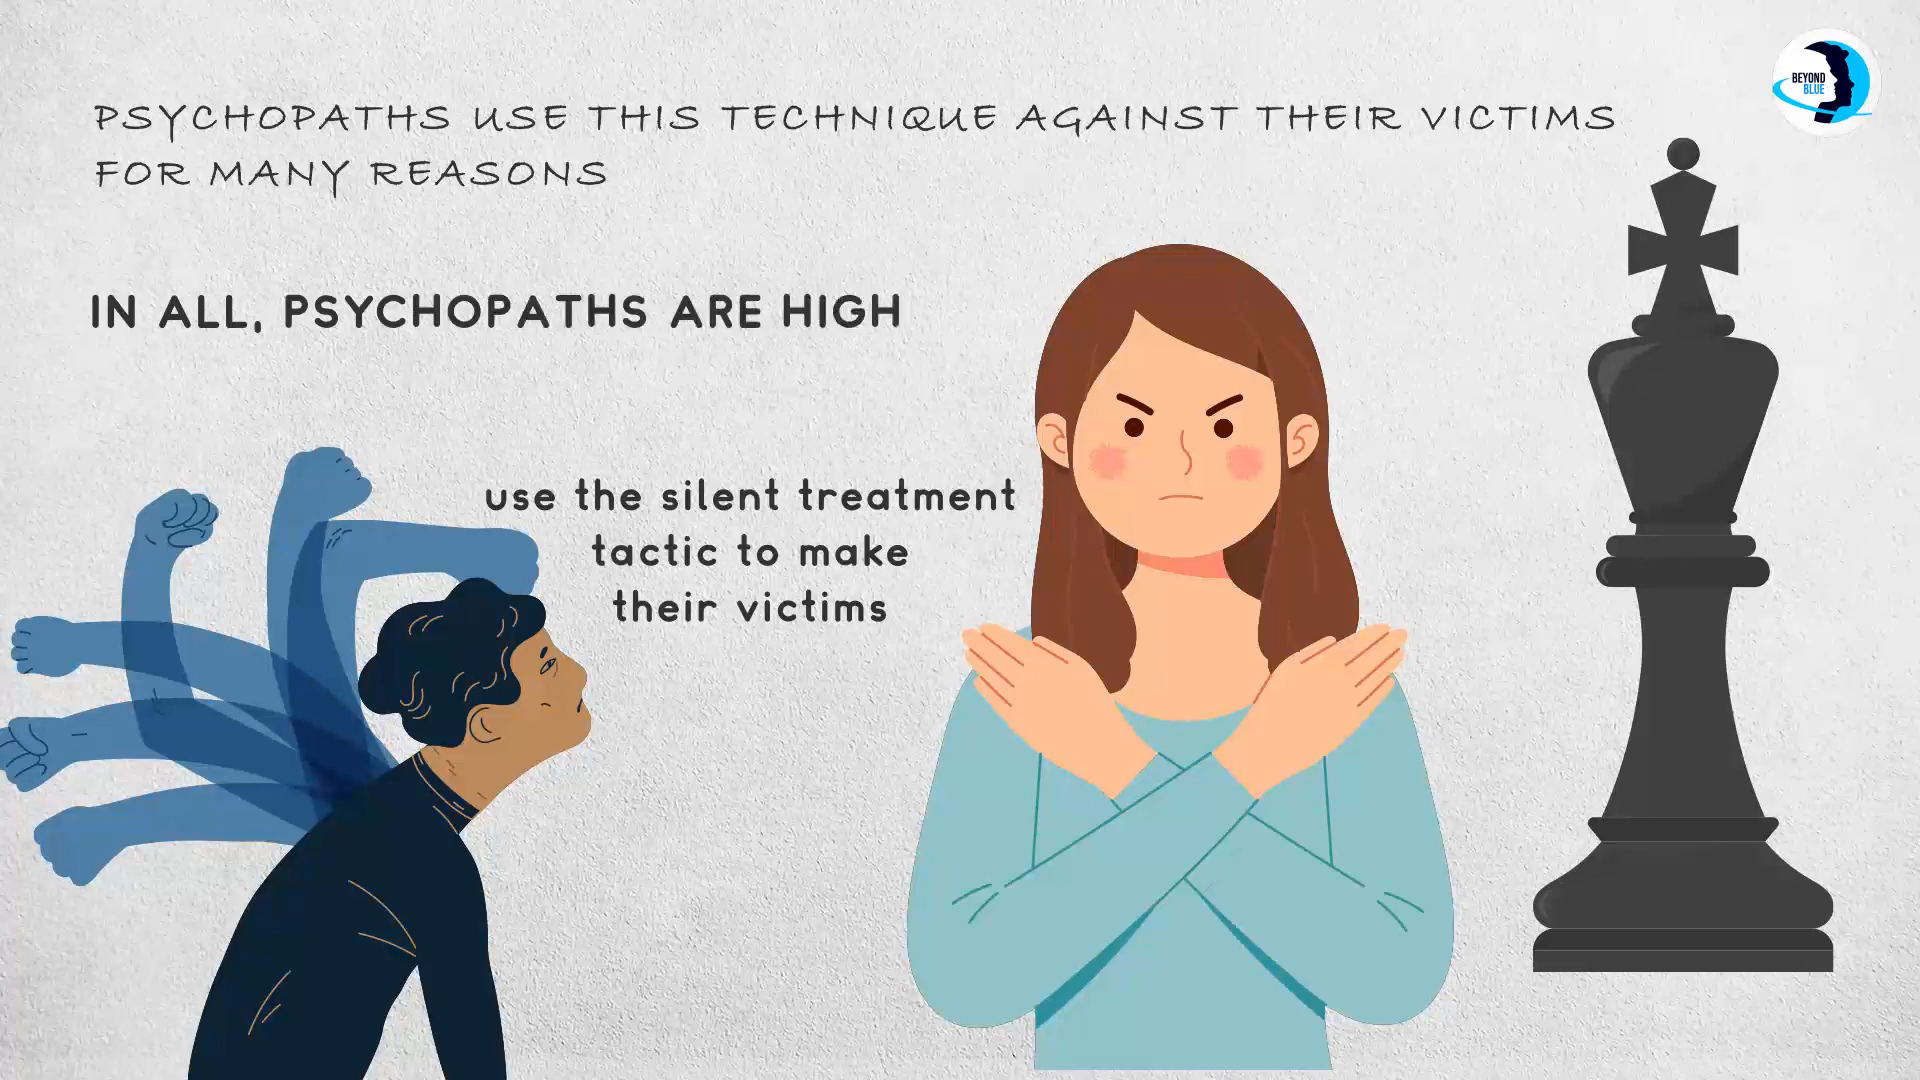 BEYOND
BLUE
PSYCHOPATHS USE THIS TECHNIQUE AGAINST THEIR VICTIMS
FOR MANY REASONS
IN ALL, PSYCHOPATHS ARE HIGH
use the silent treatment
tactic to make
their victims